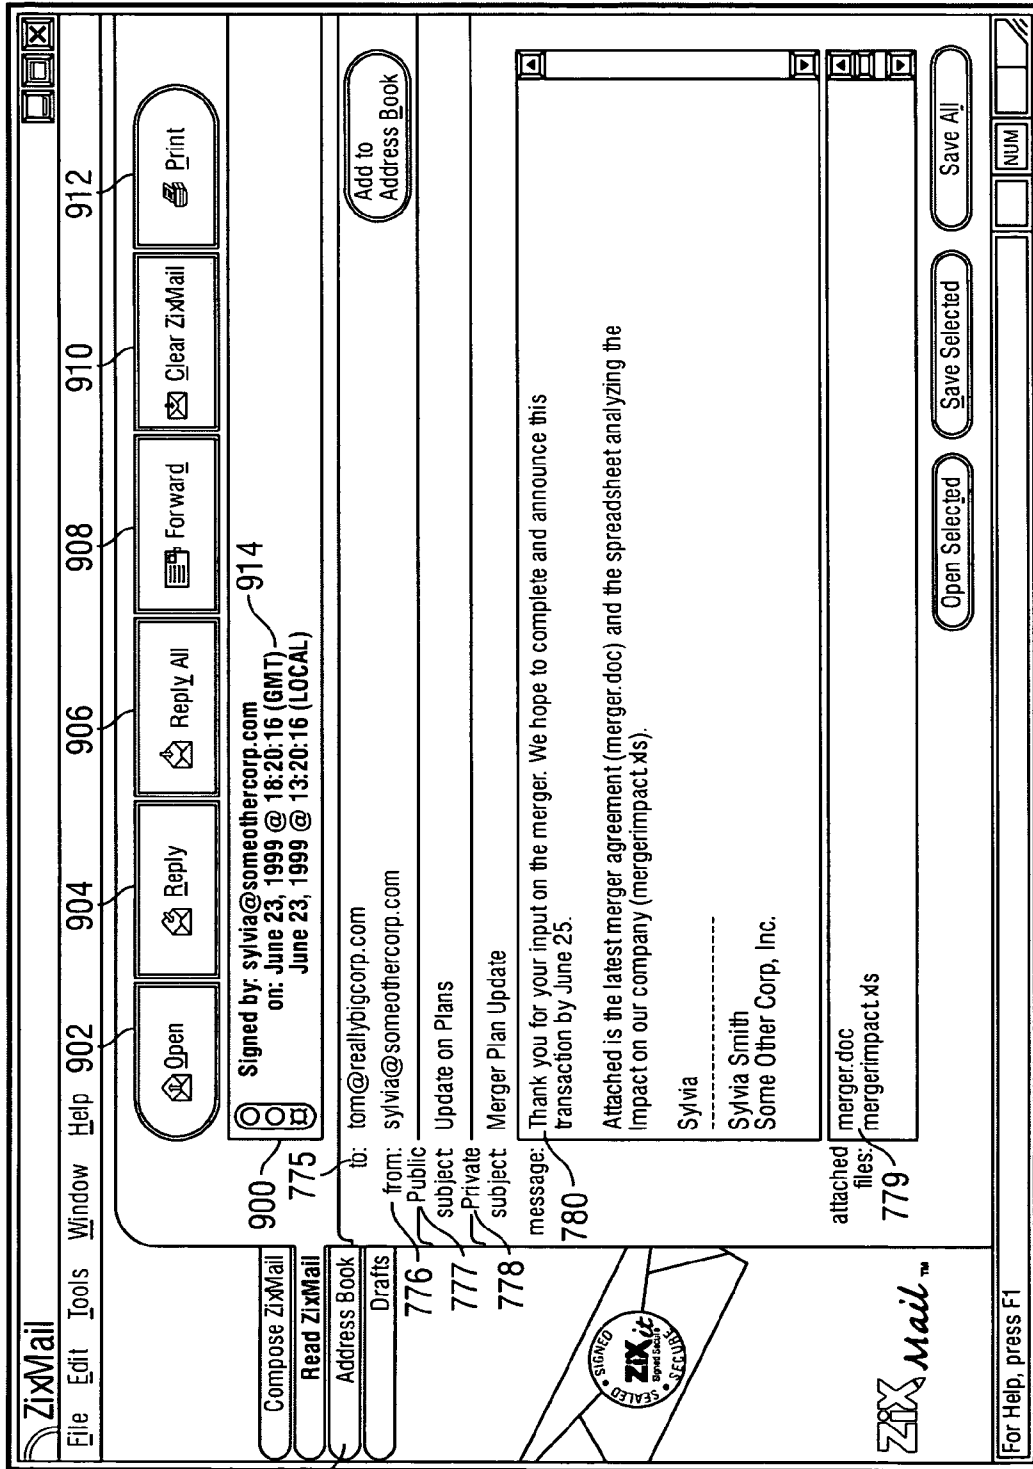 ZixMail
File Edit Tools Window Help
902 904 906 908 910 912
Open Reply Reply All Forward Clear ZixMail Print
Compose ZixMail
Read ZixMail
Address Book
Drafts
900
Signed by: sylvia@someothercorp.com
on: June 23, 1999 @ 18:20:16 (GMT)
914
June 23, 1999 @ 13:20:16 (LOCAL)
775
to: tom@reallybigcorp.com
Add to
Address Book
from: sylvia@someothercorp.com
776
Public
subject Update on Plans
777
Private
subject Merger Plan Update
778
message: Thank you for your input on the merger. We hope to complete and announce this
transaction by June 25.
780
Attached is the latest merger agreement (merger.doc) and the spreadsheet analyzing the
Impact on our company (mergerimpact.xls).
Sylvia
--------------------
Sylvia Smith
Some Other Corp, Inc.
attached
files:
merger.doc
mergerimpact.xls
779
Open Selected Save Selected Save All
SIGNED • SECURE • SEALED •
ZiXit
Signed Secure
ZiX Mail ™
For Help, press F1
NUM